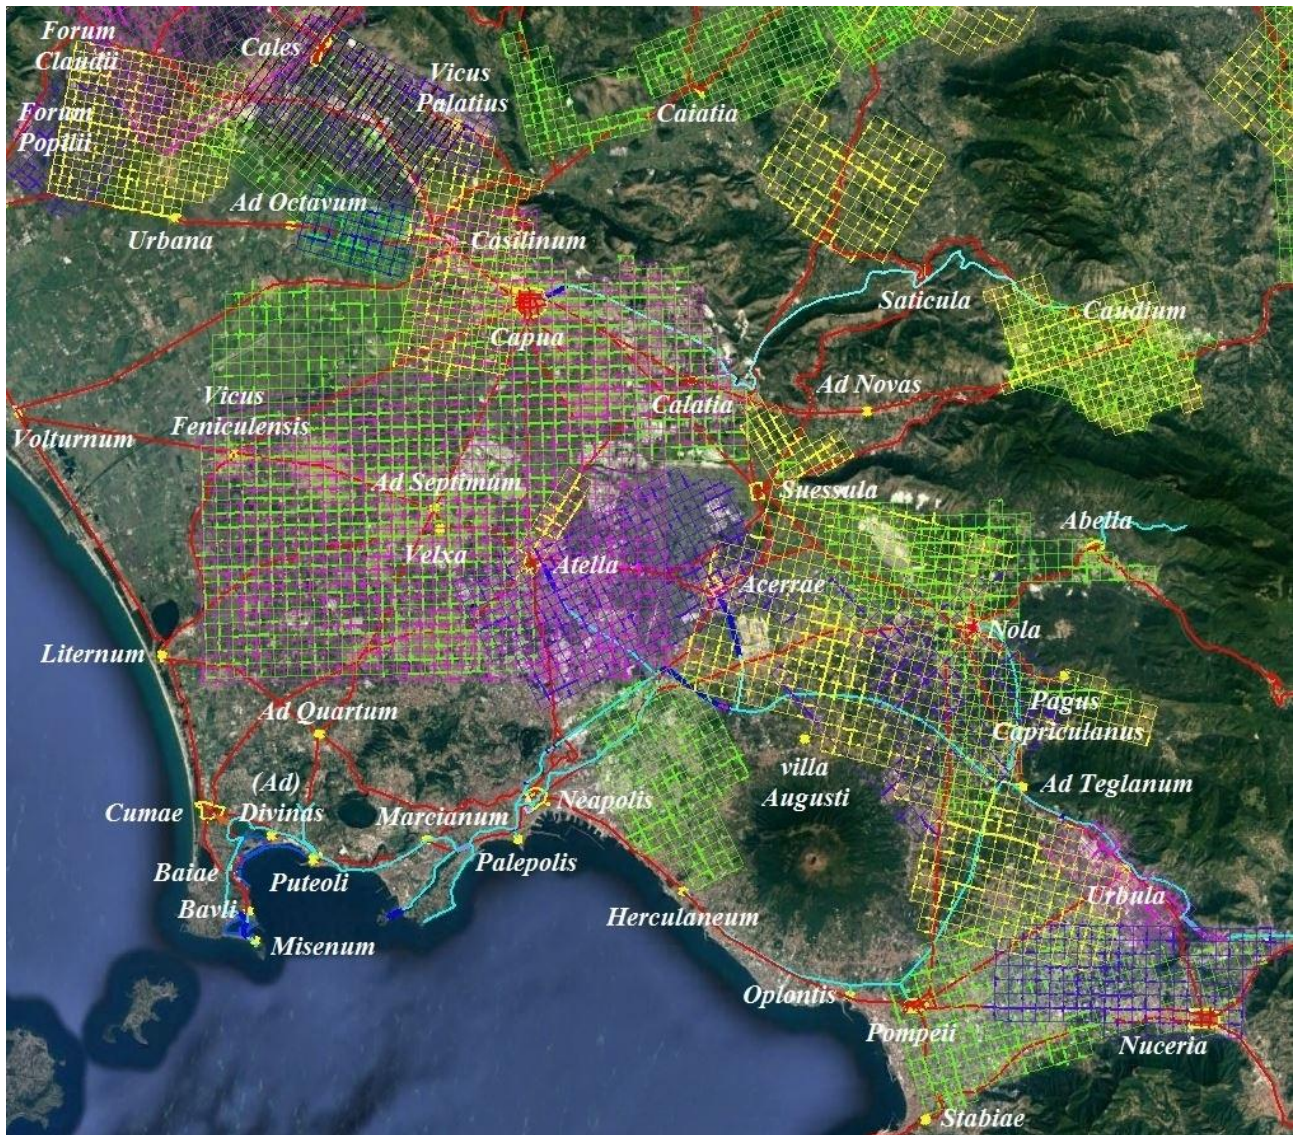 Forum
Claudii
Cales
Vicus
Palatius
Forum
Popilii
Caiatia
Ad Octavum
Urbana
Casilinum
Saticula
Capua
Caudium
Vicus
Feniculensis
Ad Novas
Calatia
Volturnum
Ad Septimum
Suessula
Velxa
Abella
Atella
Acerrae
Nola
Liternum
Ad Quartum
Pagus
Capriculanus
villa
Augusti
(Ad)
Divinas
Ad Teglanum
Cumae
Marcianum
Neapolis
Palepolis
Baiae
Puteoli
Urbula
Bavli
Herculaneum
Misenum
Oplontis
Pompeii
Nuceria
Stabiae